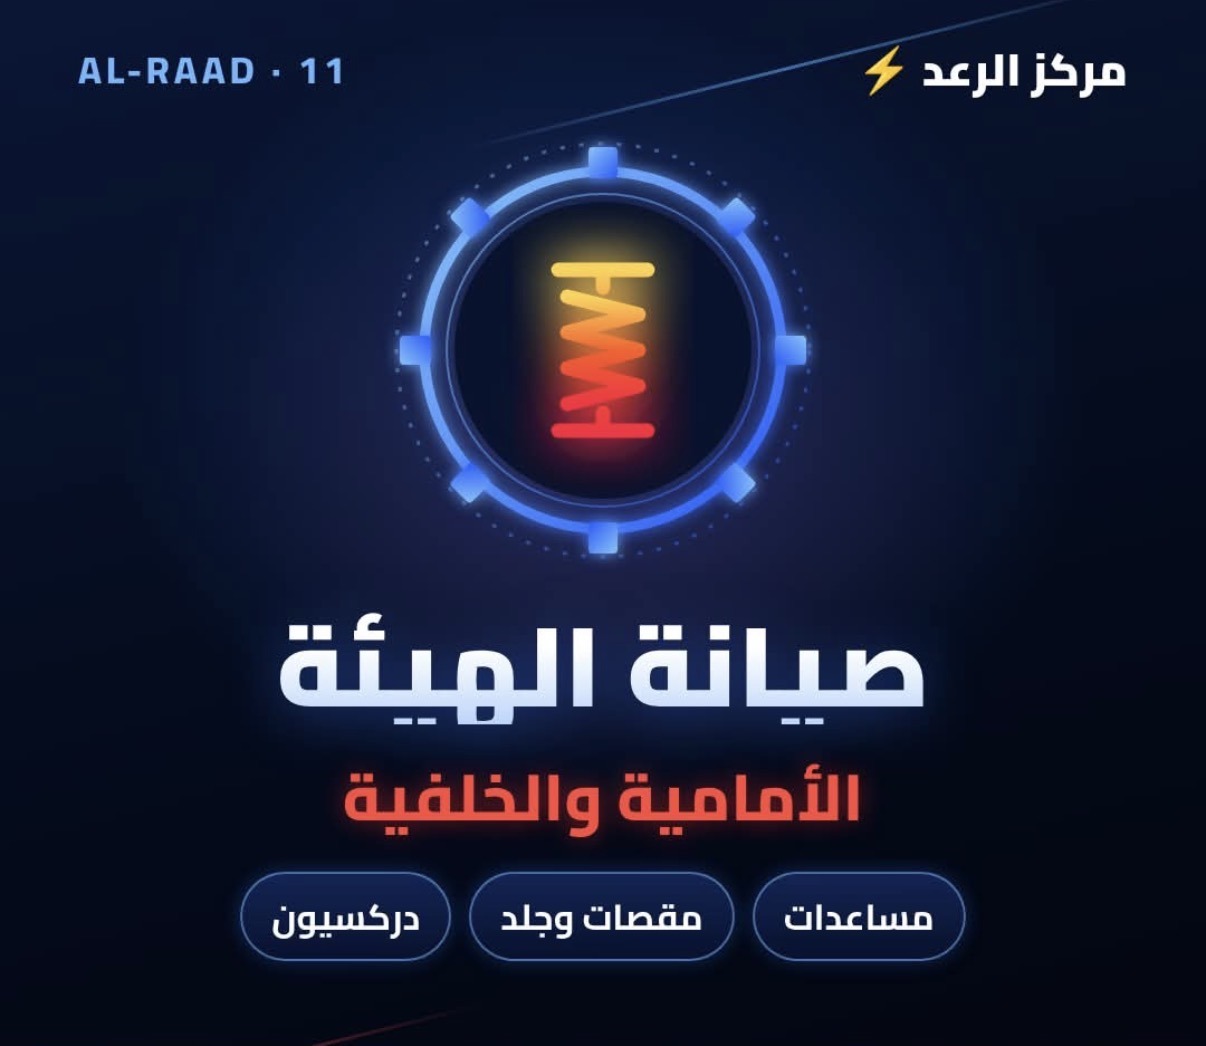 مركز الرعد ⚡
AL-RAAD · 11
صيانة الهيئة
الأمامية والخلفية
مساعدات
مقصات وجلد
دركسيون